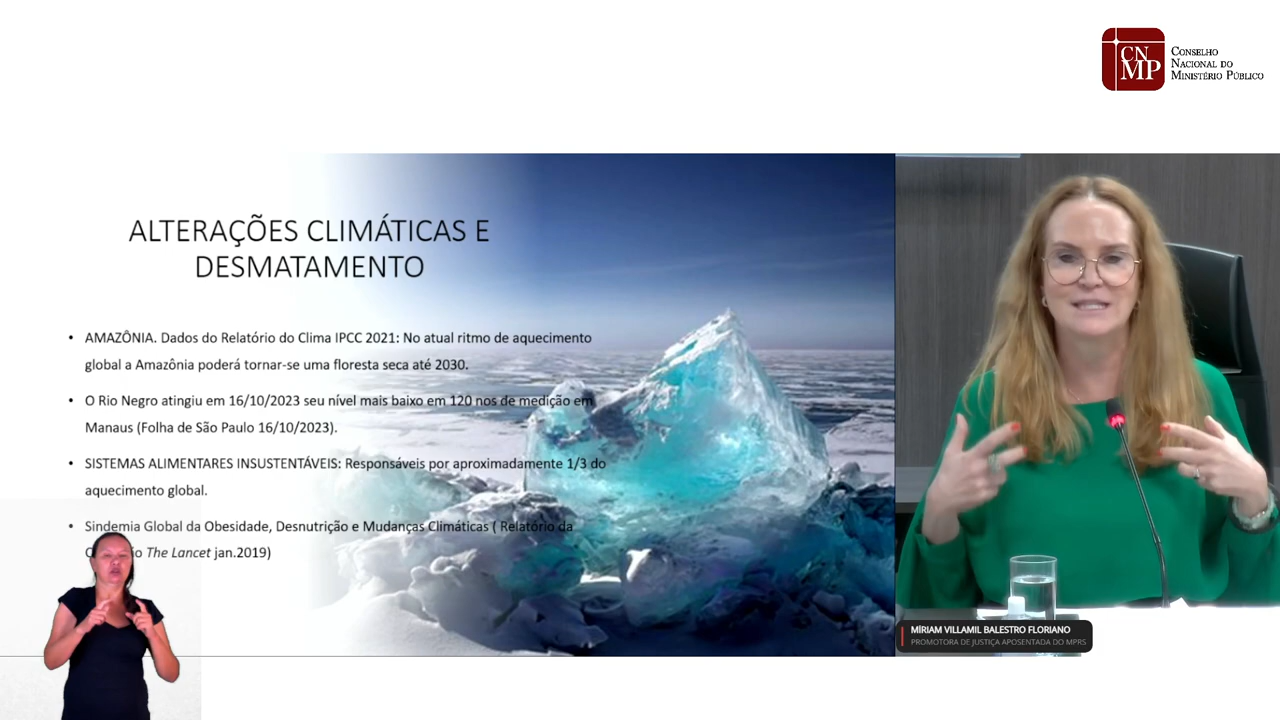 CN
MP
CONSELHO
NACIONAL DO
MINISTÉRIO PÚBLICO
ALTERAÇÕES CLIMÁTICAS E
DESMATAMENTO
• AMAZÔNIA. Dados do Relatório do Clima IPCC 2021: No atual ritmo de aquecimento
global a Amazônia poderá tornar-se uma floresta seca até 2030.
• O Rio Negro atingiu em 16/10/2023 seu nível mais baixo em 120 nos de medição em
Manaus (Folha de São Paulo 16/10/2023).
• SISTEMAS ALIMENTARES INSUSTENTÁVEIS: Responsáveis por aproximadamente 1/3 do
aquecimento global.
• Sindemia Global da Obesidade, Desnutrição e Mudanças Climáticas ( Relatório da
The Lancet jan.2019)
MÍRIAM VILLAMIL BALESTRO FLORIANO
PROMOTORA DE JUSTIÇA APOSENTADA DO MPRS